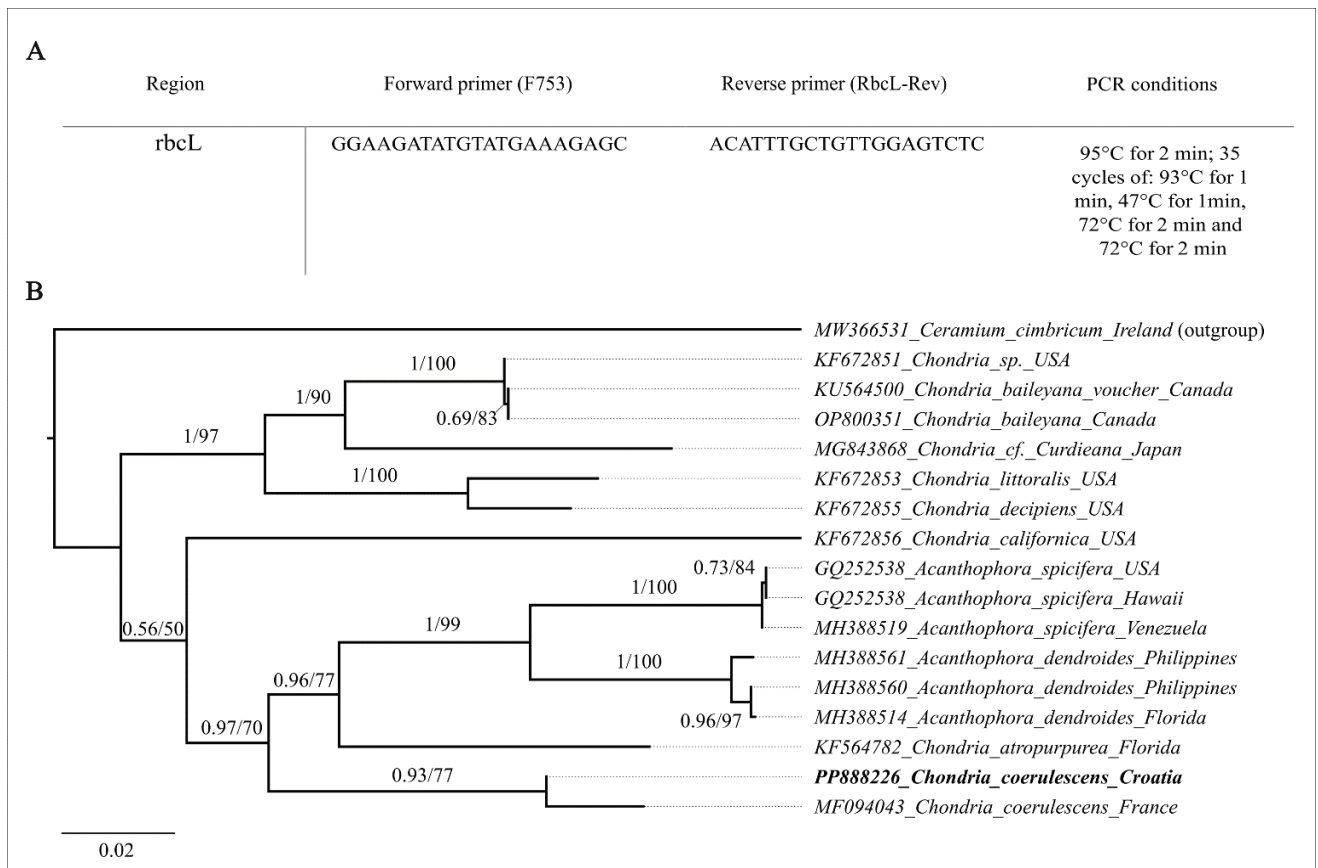 A
Region Forward primer (F753) Reverse primer (RbcL-Rev) PCR conditions
rbcL GGAAGATATGTATGAAAGAGC ACATTTGCTGTTGGAGTCTC 95°C for 2 min; 35
cycles of: 93°C for 1
min, 47°C for 1min,
72°C for 2 min and
72°C for 2 min
B
MW366531_Ceramium_cimbricum_Ireland (outgroup)
1/100
KF672851_Chondria_sp._USA
1/90
KU564500_Chondria_baileyana_voucher_Canada
0.69/83
OP800351_Chondria_baileyana_Canada
1/97
MG843868_Chondria_cf._Curdieana_Japan
1/100
KF672853_Chondria_littoralis_USA
KF672855_Chondria_decipiens_USA
KF672856_Chondria_californica_USA
0.73/84
GQ252538_Acanthophora_spicifera_USA
1/100
GQ252538_Acanthophora_spicifera_Hawaii
0.56/50
1/99
MH388519_Acanthophora_spicifera_Venezuela
1/100
MH388561_Acanthophora_dendroides_Philippines
0.96/77
MH388560_Acanthophora_dendroides_Philippines
0.96/97
MH388514_Acanthophora_dendroides_Florida
0.97/70
KF564782_Chondria_atropurpurea_Florida
0.93/77
PP888226_Chondria_coerulescens_Croatia
MF094043_Chondria_coerulescens_France
0.02